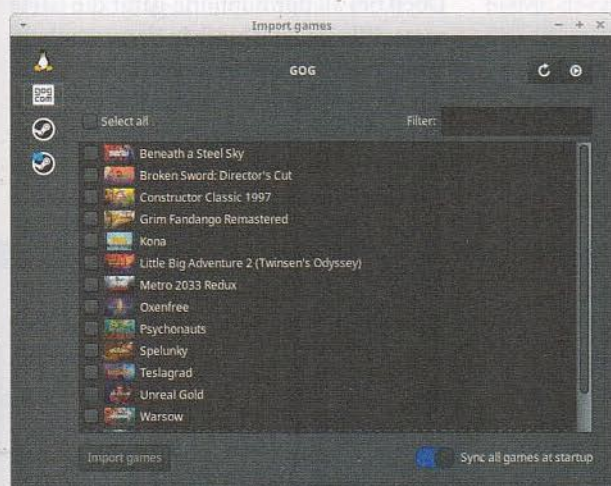 Import games
GOG
GOG
COM
Select all
Filter:
Beneath a Steel Sky
Broken Sword: Director's Cut
Constructor Classic 1997
Grim Fandango Remastered
Kona
Little Big Adventure 2 (Twinsen's Odyssey)
Metro 2033 Redux
Oxenfree
Psychonauts
Spelunky
Teslagrad
Unreal Gold
Warsow
Import games
Sync all games at startup